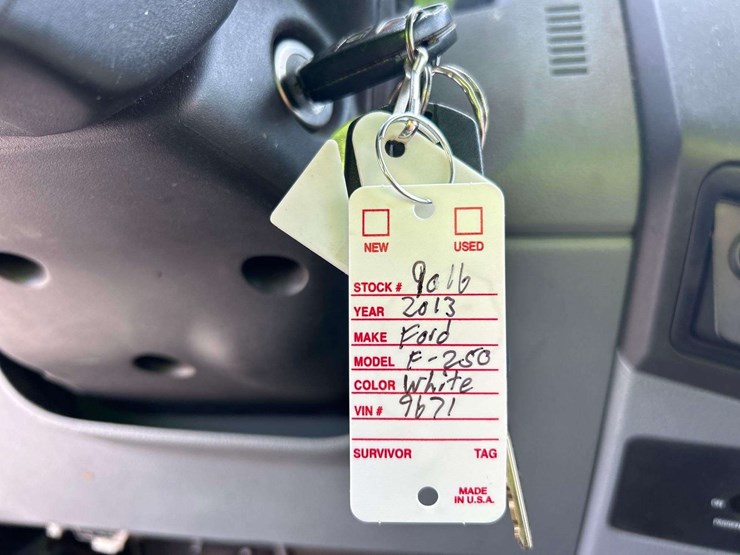 NEW USED
STOCK # 9016
YEAR 2013
MAKE Ford
MODEL F-250
COLOR White
VIN # 9671
SURVIVOR TAG
MADE
IN U.S.A.